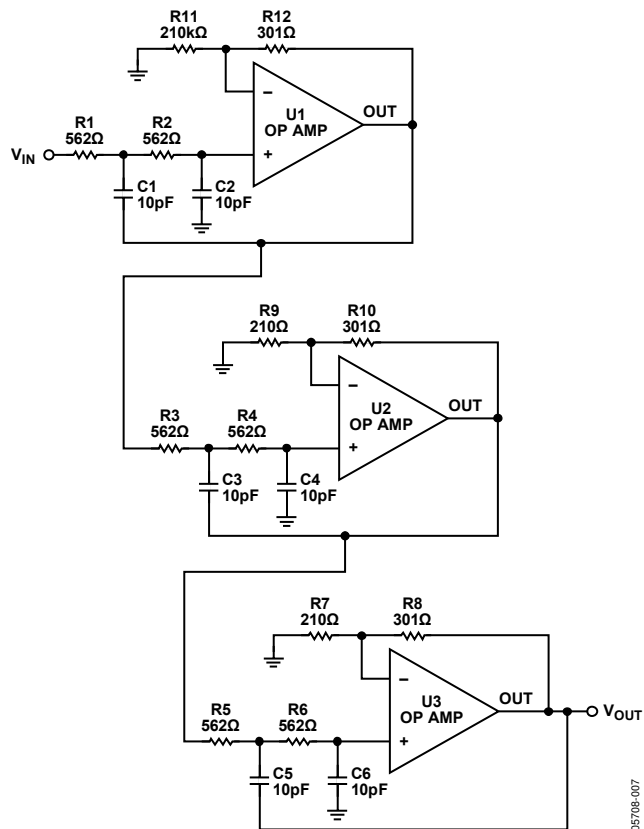 R11
210kΩ
R12
301Ω
U1
OP AMP
OUT
R1
562Ω
R2
562Ω
VIN
C1
10pF
C2
10pF
R9
210Ω
R10
301Ω
U2
OP AMP
OUT
R3
562Ω
R4
562Ω
C3
10pF
C4
10pF
R7
210Ω
R8
301Ω
U3
OP AMP
OUT
VOUT
R5
562Ω
R6
562Ω
C5
10pF
C6
10pF
05708-007